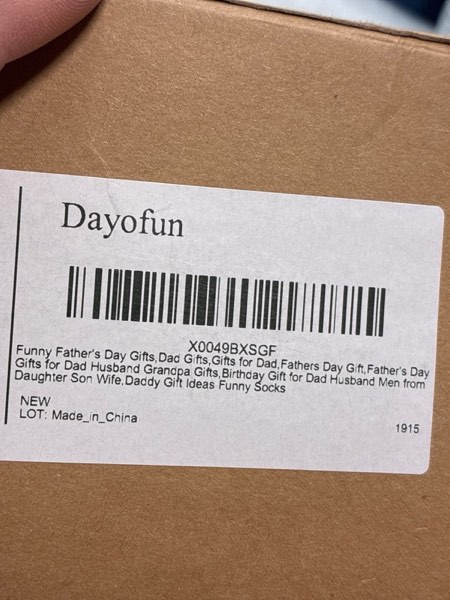 Dayofun
X0049BXSGF
Funny Father's Day Gifts,Dad Gifts,Gifts for Dad,Fathers Day Gift,Father's Day
Gifts for Dad Husband Grandpa Gifts,Birthday Gift for Dad Husband Men from
Daughter Son Wife,Daddy Gift Ideas Funny Socks
NEW
LOT: Made_in_China
1915